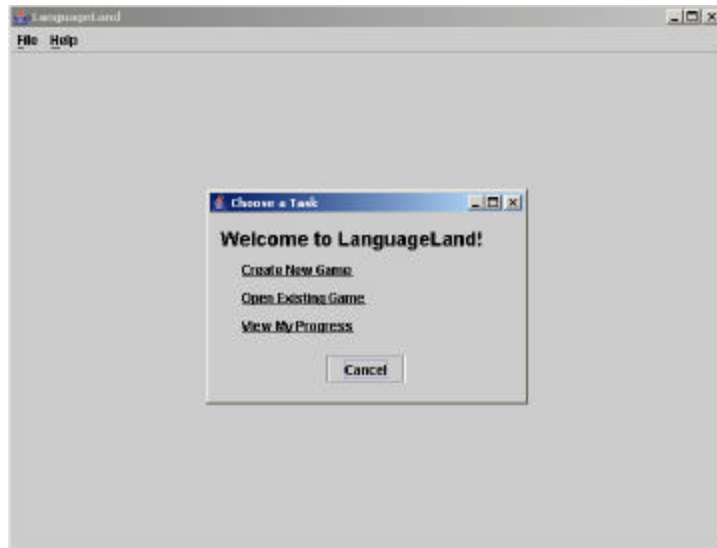 LanguageLand
File Help
Choose a Task
Welcome to LanguageLand!
Create New Game
Open Existing Game
View My Progress
Cancel